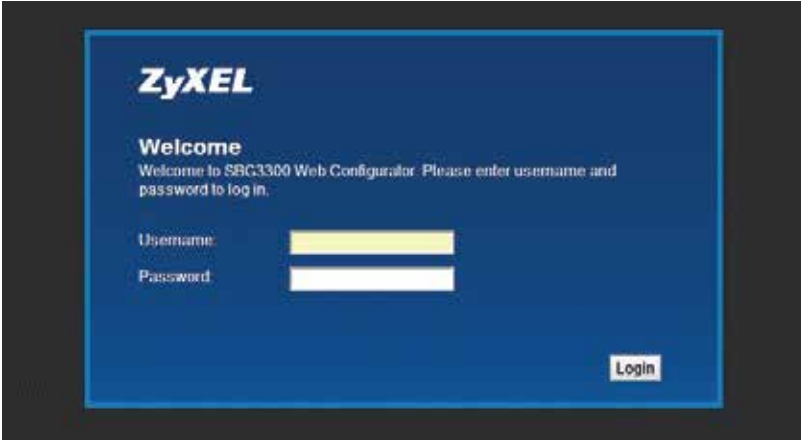 ZyXEL
Welcome
Welcome to SBG3300 Web Configurator. Please enter username and
password to log in.
Username:
Password:
Login